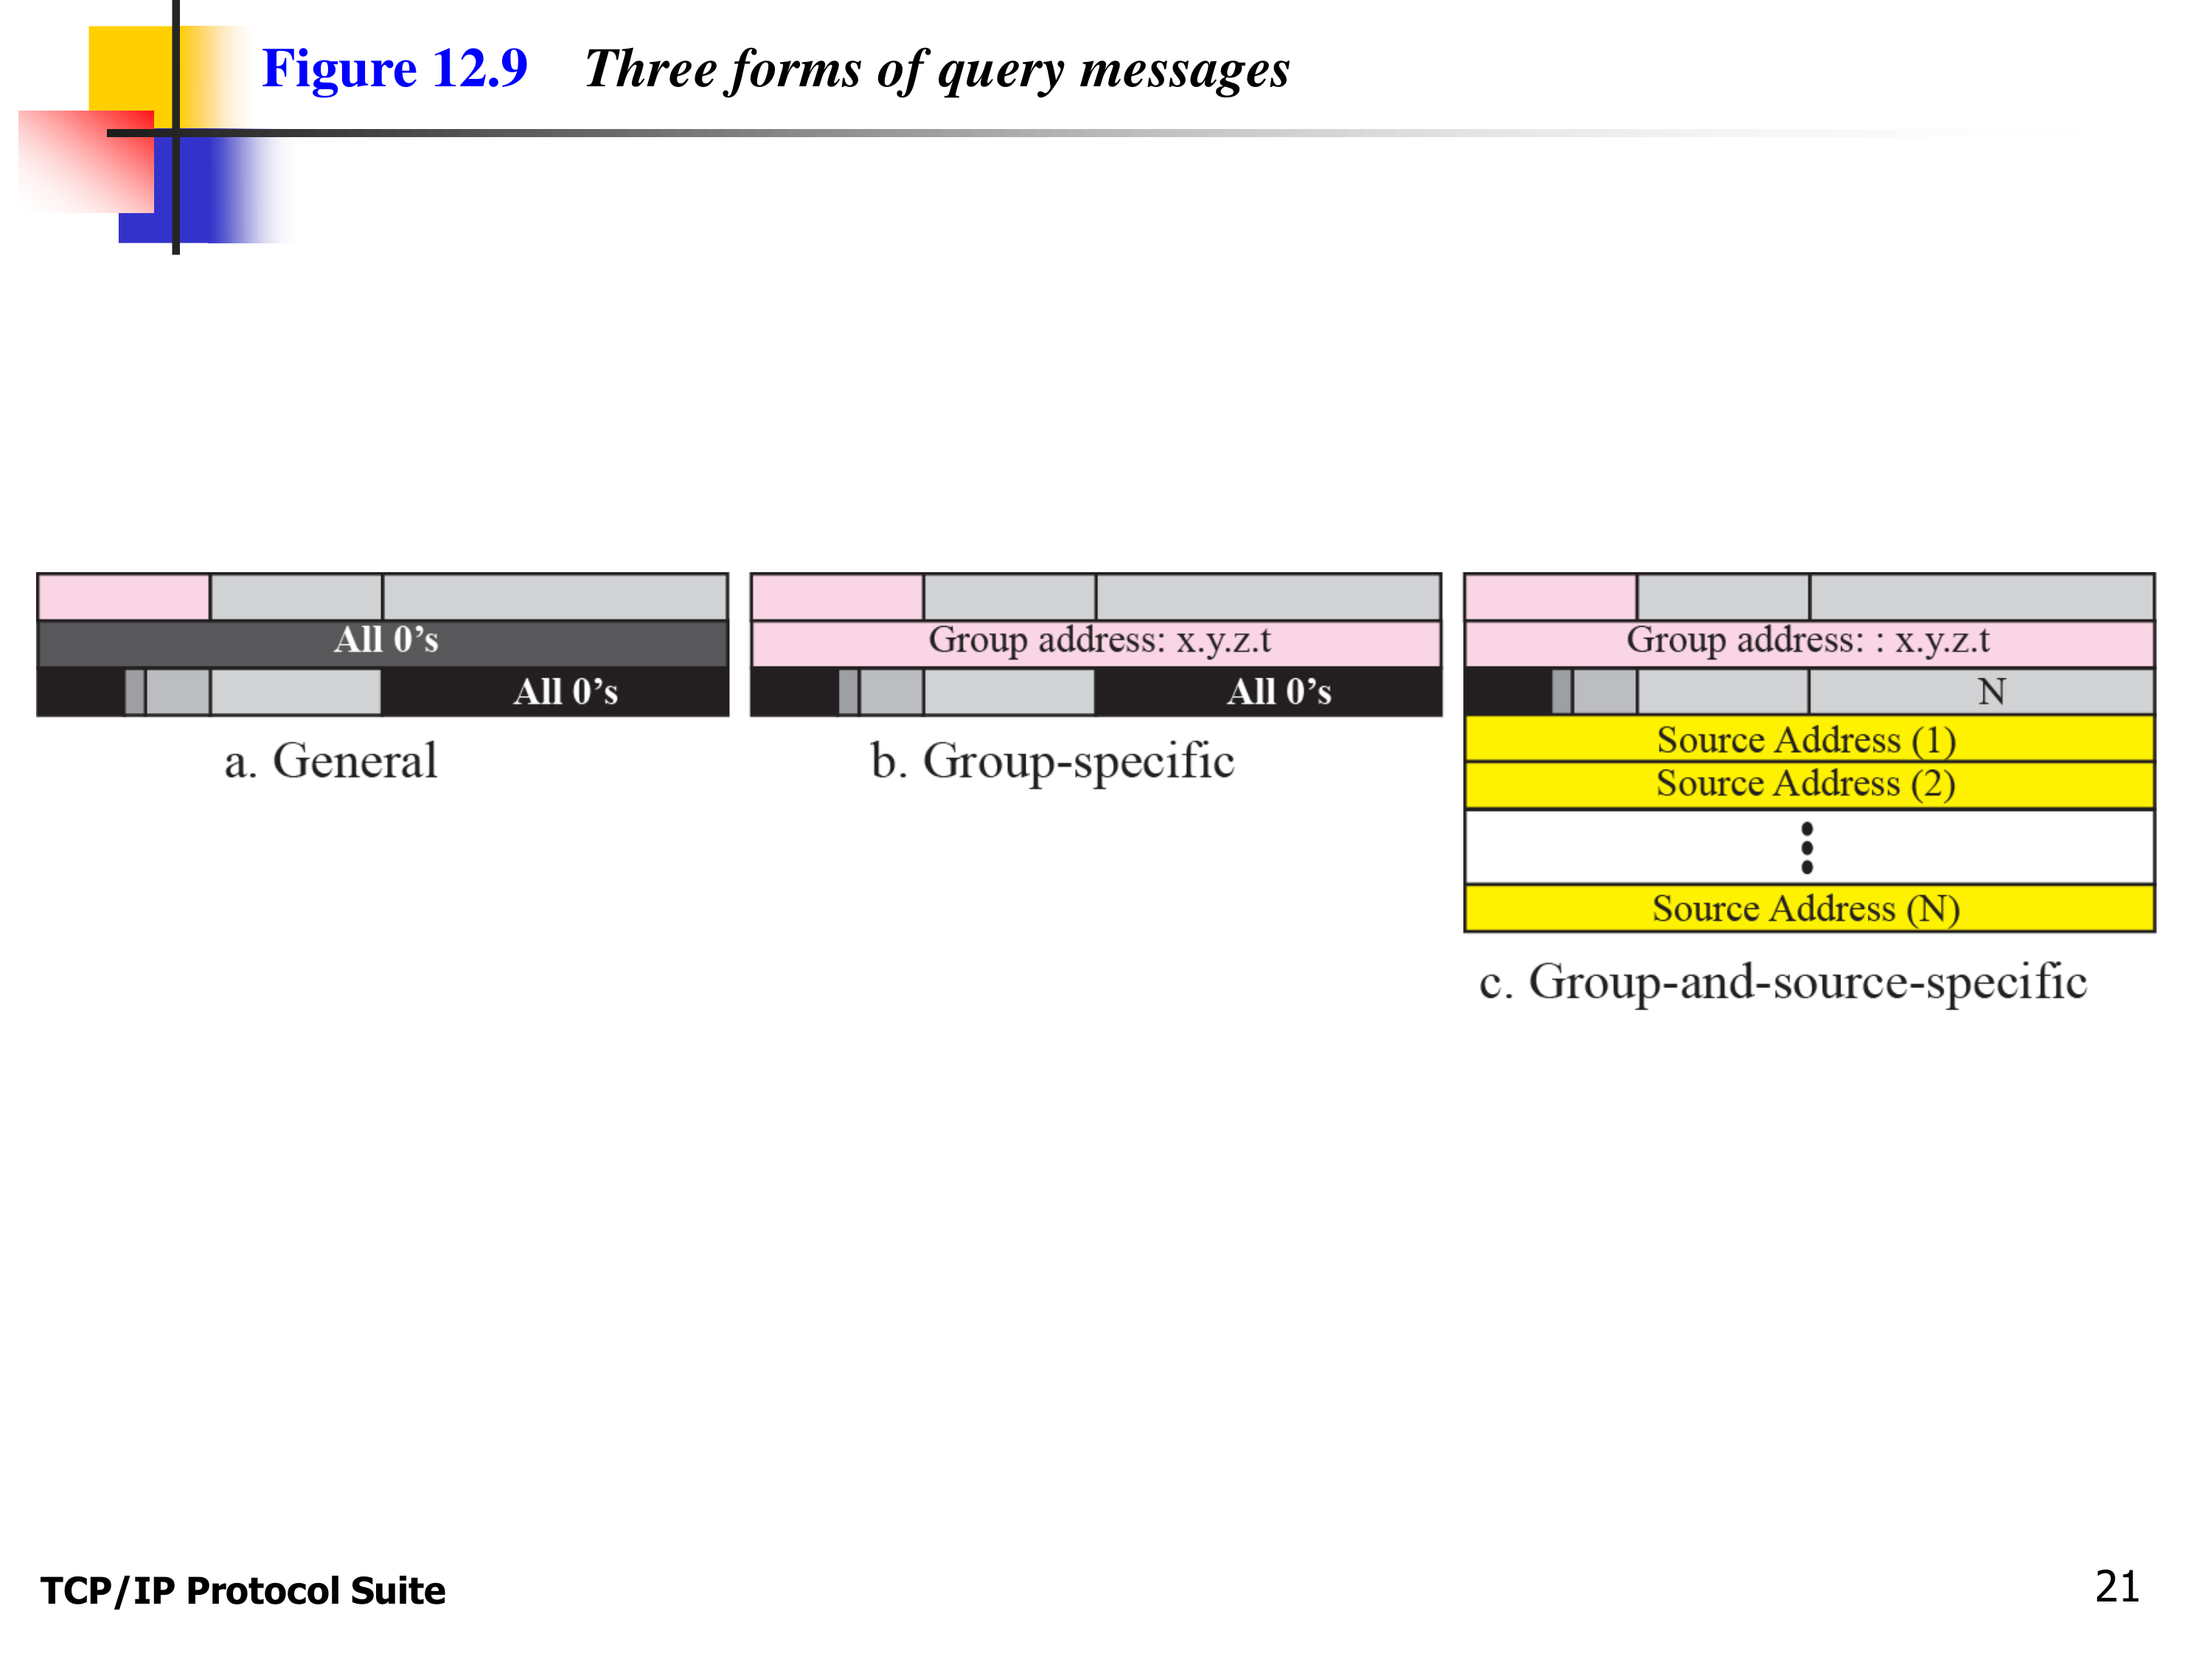 Figure 12.9 Three forms of query messages
All 0’s
All 0’s
a. General
Group address: x.y.z.t
All 0’s
b. Group-specific
Group address: : x.y.z.t
N
Source Address (1)
Source Address (2)
Source Address (N)
c. Group-and-source-specific
TCP/IP Protocol Suite
21